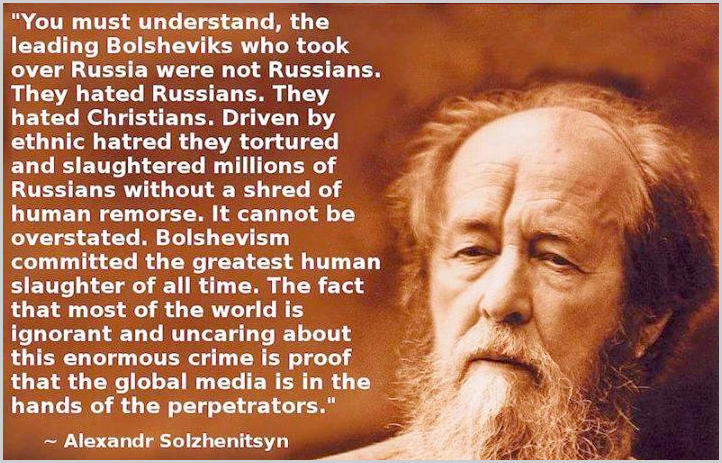 "You must understand, the
leading Bolsheviks who took
over Russia were not Russians.
They hated Russians. They
hated Christians. Driven by
ethnic hatred they tortured
and slaughtered millions of
Russians without a shred of
human remorse. It cannot be
overstated. Bolshevism
committed the greatest human
slaughter of all time. The fact
that most of the world is
ignorant and uncaring about
this enormous crime is proof
that the global media is in the
hands of the perpetrators."
~ Alexandr Solzhenitsyn